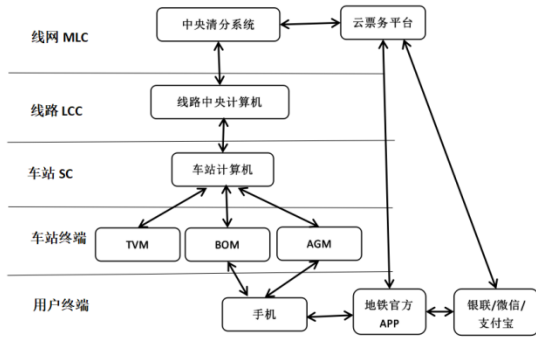 中央清分系统
云票务平台
线网 MLC
线路中央计算机
线路 LCC
车站计算机
车站 SC
车站终端
TVM
BOM
AGM
用户终端
手机
地铁官方
APP
银联/微信/
支付宝